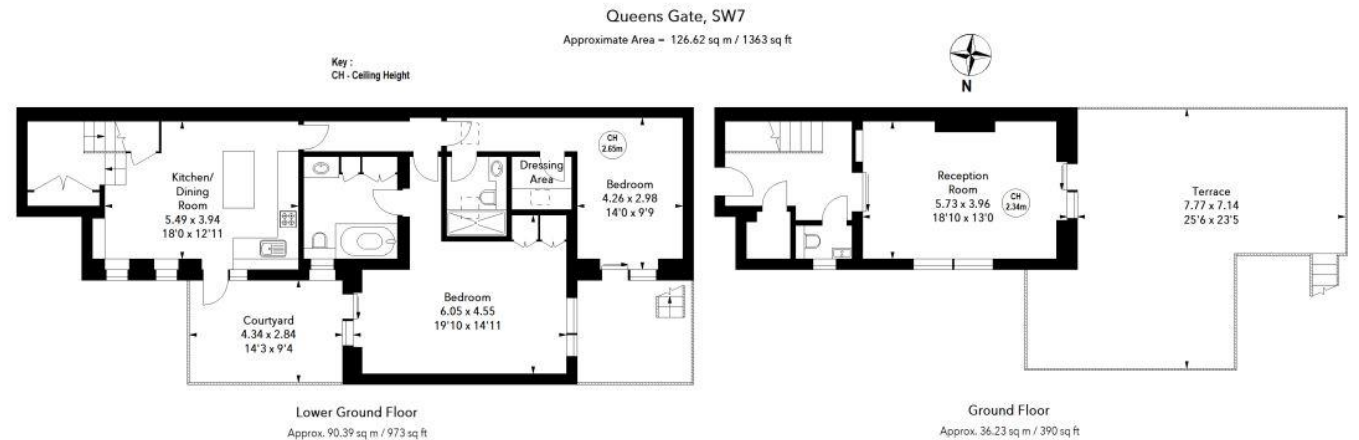 Queens Gate, SW7
Approximate Area = 126.62 sq m / 1363 sq ft
Key :
CH - Ceiling Height
N
Kitchen/
Dining
Room
5.49 x 3.94
18'0 x 12'11
Dressing
Area
CH
2.65m
Bedroom
4.26 x 2.98
14'0 x 9'9
Bedroom
6.05 x 4.55
19'10 x 14'11
Courtyard
4.34 x 2.84
14'3 x 9'4
Lower Ground Floor
Approx. 90.39 sq m / 973 sq ft
Reception
Room
5.73 x 3.96
18'10 x 13'0
CH
2.34m
Terrace
7.77 x 7.14
25'6 x 23'5
Ground Floor
Approx. 36.23 sq m / 390 sq ft